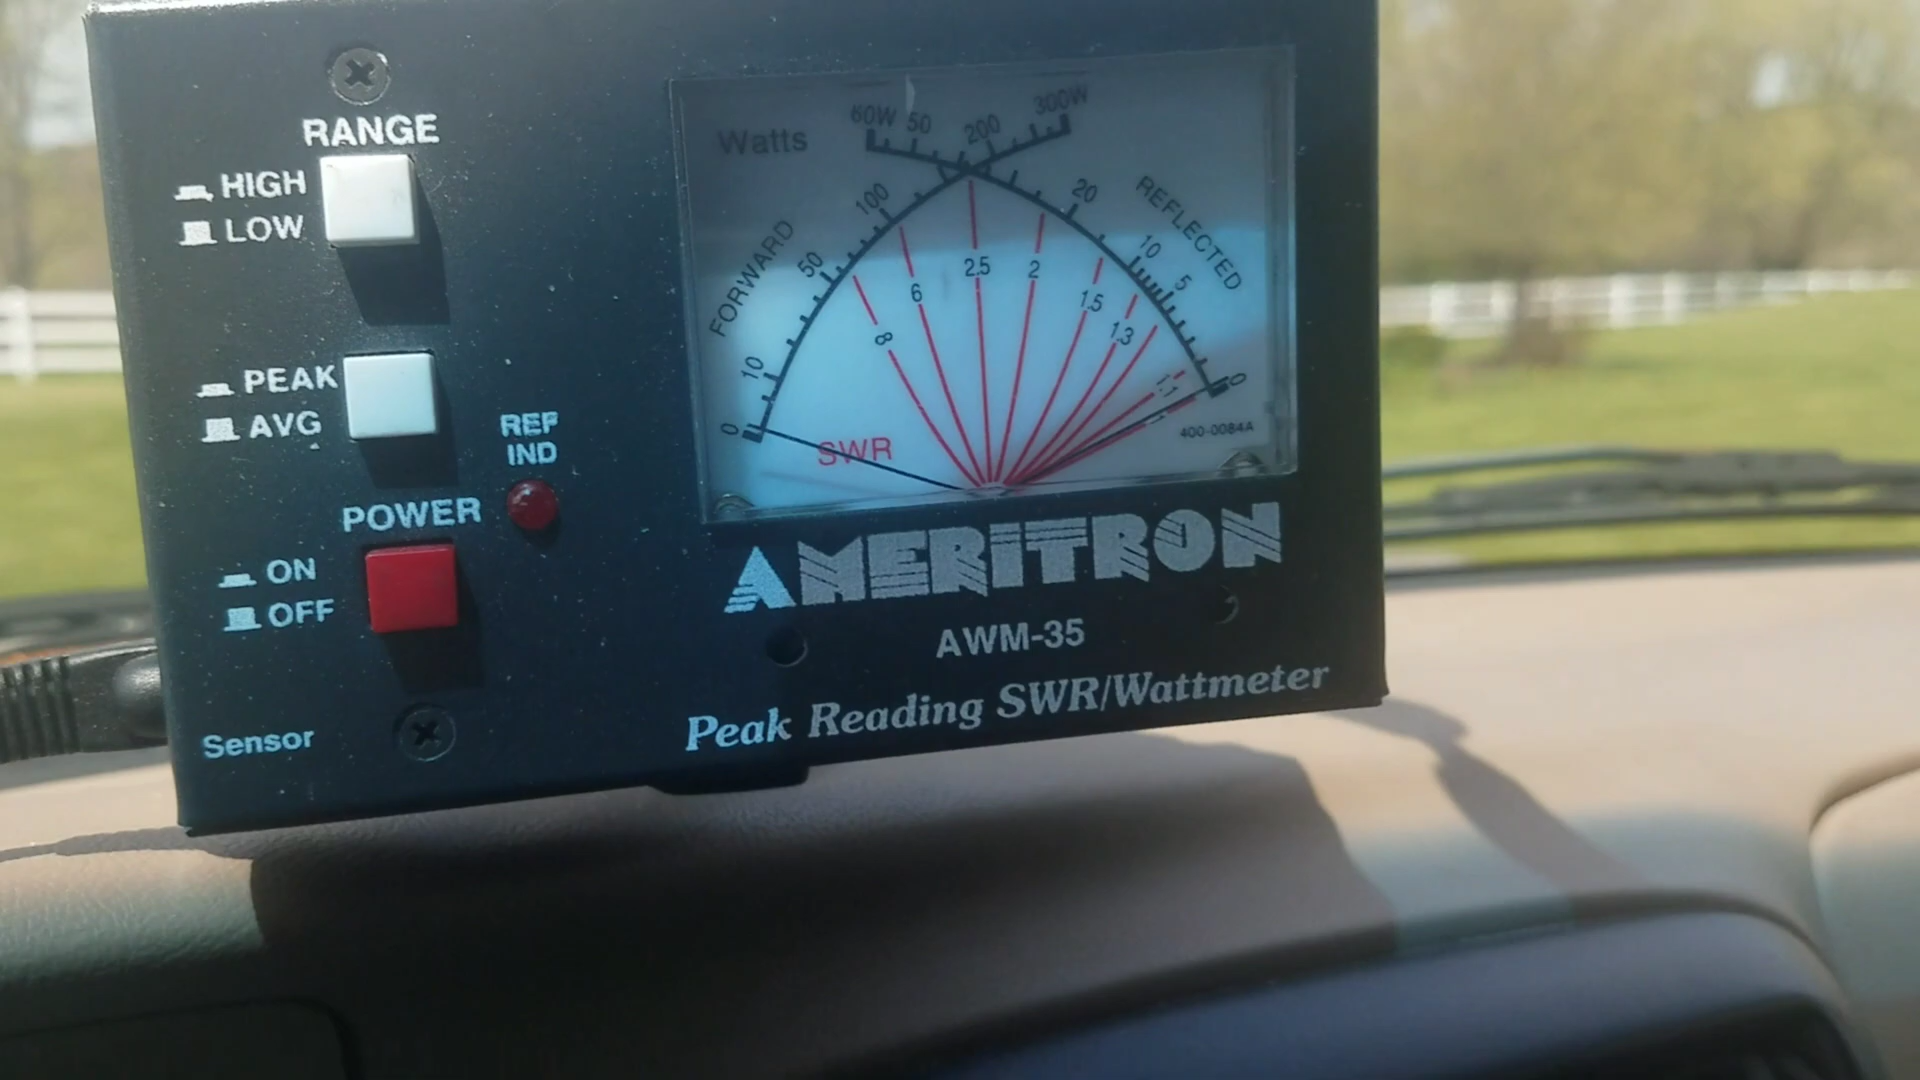 RANGE
HIGH
LOW
PEAK
AVG
REF
IND
POWER
ON
OFF
Sensor
Watts
60W 50 200 300W
FORWARD
0 10 50 100
REFLECTED
20 10 5 0
8 6 2.5 2 1.5 1.3 1.1
SWR
400-0084A
AMERITRON
AWM-35
Peak Reading SWR/Wattmeter